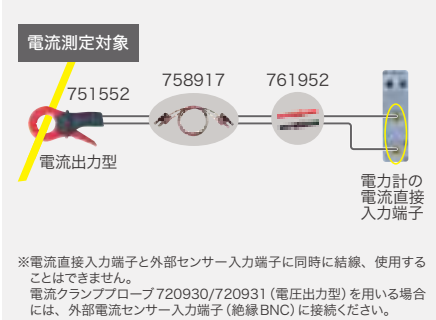 電流測定対象
758917
761952
751552
電流出力型
電力計の
電流直接
入力端子
※電流直接入力端子と外部センサー入力端子に同時に結線、使用する
ことはできません。
電流クランププローブ720930/720931（電圧出力型）を用いる場合
には、外部電流センサー入力端子（絶縁BNC）に接続ください。